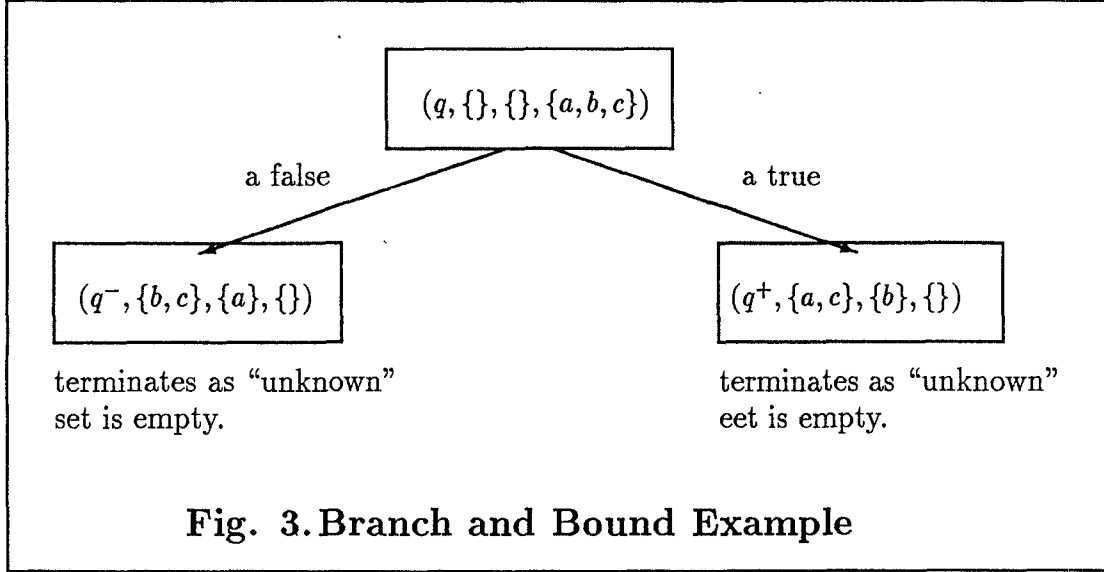 (q, {}, {}, {a, b, c})
a false
a true
(q⁻, {b, c}, {a}, {})
(q⁺, {a, c}, {b}, {})
terminates as “unknown”
set is empty.
terminates as “unknown”
eet is empty.
Fig. 3. Branch and Bound Example